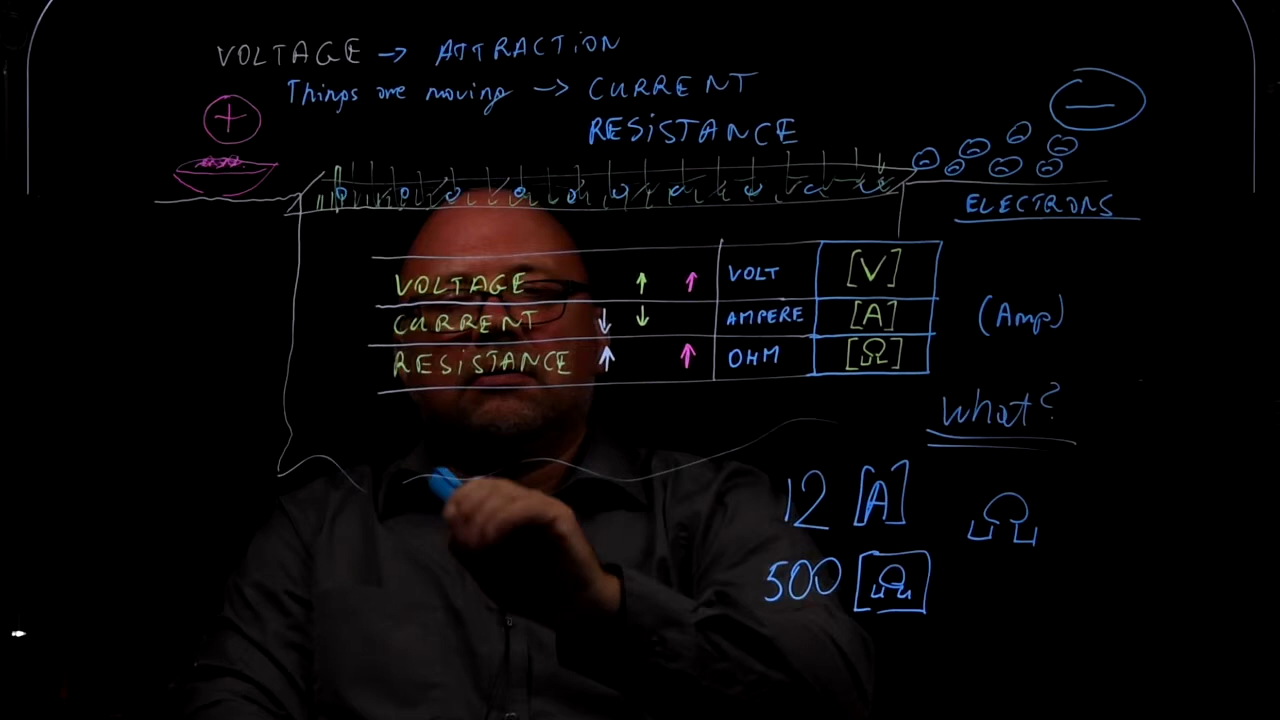 VOLTAGE → ATTRACTION
Things are moving → CURRENT
RESISTANCE
+
−
ELECTRONS
VOLTAGE ↑ ↑ VOLT [V]
CURRENT ↓ ↓ AMPERE [A]
(Amp)
RESISTANCE ↑ ↑ OHM [Ω]
What?
12 [A]
Ω
500 [Ω]